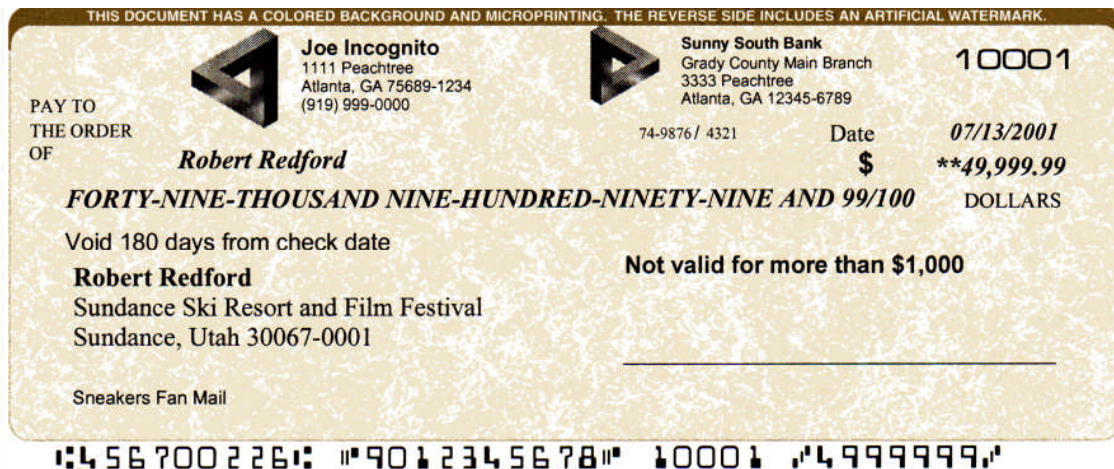 THIS DOCUMENT HAS A COLORED BACKGROUND AND MICROPRINTING. THE REVERSE SIDE INCLUDES AN ARTIFICIAL WATERMARK.
Joe Incognito
1111 Peachtree
Atlanta, GA 75689-1234
(919) 999-0000
Sunny South Bank
Grady County Main Branch
3333 Peachtree
Atlanta, GA 12345-6789
10001
74-9876/ 4321
Date 07/13/2001
PAY TO
THE ORDER
OF
Robert Redford
$ **49,999.99
FORTY-NINE-THOUSAND NINE-HUNDRED-NINETY-NINE AND 99/100 DOLLARS
Void 180 days from check date
Robert Redford
Sundance Ski Resort and Film Festival
Sundance, Utah 30067-0001
Not valid for more than $1,000
Sneakers Fan Mail
⑆456700226⑆ ⑈9012345678⑈ 10001 ⑇4999999⑇